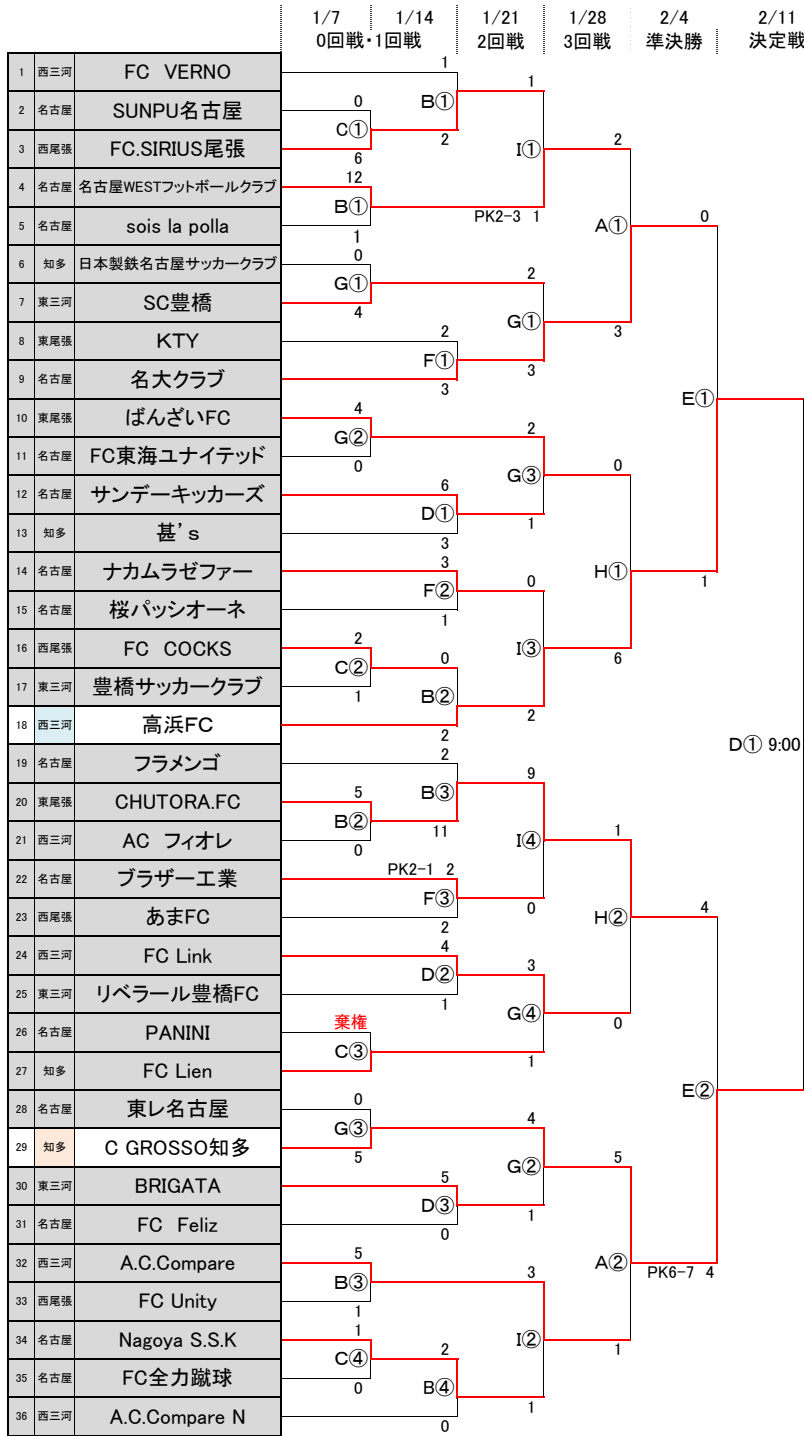 1/7 1/14 1/21 1/28 2/4 2/11
0回戦・1回戦 2回戦 3回戦 準決勝 決定戦
1 西三河 FC VERNO 1
1
2 名古屋 SUNPU名古屋 0 B①
C① 2
3 西尾張 FC.SIRIUS尾張 6 I① 2
4 名古屋 名古屋WESTフットボールクラブ 12
B①
5 名古屋 sois la polla 1 PK2-3 1 A① 0
6 知多 日本製鉄名古屋サッカークラブ 0
G① 2
7 東三河 SC豊橋 4
G① 3
8 東尾張 KTY 2
F①
9 名古屋 名大クラブ 3 3
E①
10 東尾張 ばんざいFC 4 2
G②
11 名古屋 FC東海ユナイテッド 0 G③ 0
12 名古屋 サンデーキッカーズ 6
D① 1
13 知多 甚's 3
H① 1
14 名古屋 ナカムラゼファー 3 0
F②
15 名古屋 桜パッシオーネ 1
16 西尾張 FC COCKS 2 0 I③ 6
C②
17 東三河 豊橋サッカークラブ 1 B② 2
18 西三河 高浜FC 2
D① 9:00
19 名古屋 フラメンゴ 2 9
20 東尾張 CHUTORA.FC 5 B③
B② 11
21 西三河 AC フィオレ 0 I④ 1
22 名古屋 ブラザー工業 PK2-1 2
F③ 0
23 西尾張 あまFC 2 H② 4
24 西三河 FC Link 4 3
D②
25 東三河 リベラール豊橋FC 1 G④ 0
26 名古屋 PANINI 棄権
C③ 1
27 知多 FC Lien
E②
28 名古屋 東レ名古屋 0 4
G③
29 知多 C GROSSO知多 5 G② 5
30 東三河 BRIGATA 5
D③ 1
31 名古屋 FC Feliz 0
32 西三河 A.C.Compare 5 3 A② PK6-7 4
B③
33 西尾張 FC Unity 1
34 名古屋 Nagoya S.S.K 1 2 I② 1
C④
35 名古屋 FC全力蹴球 0 B④ 1
36 西三河 A.C.Compare N 0